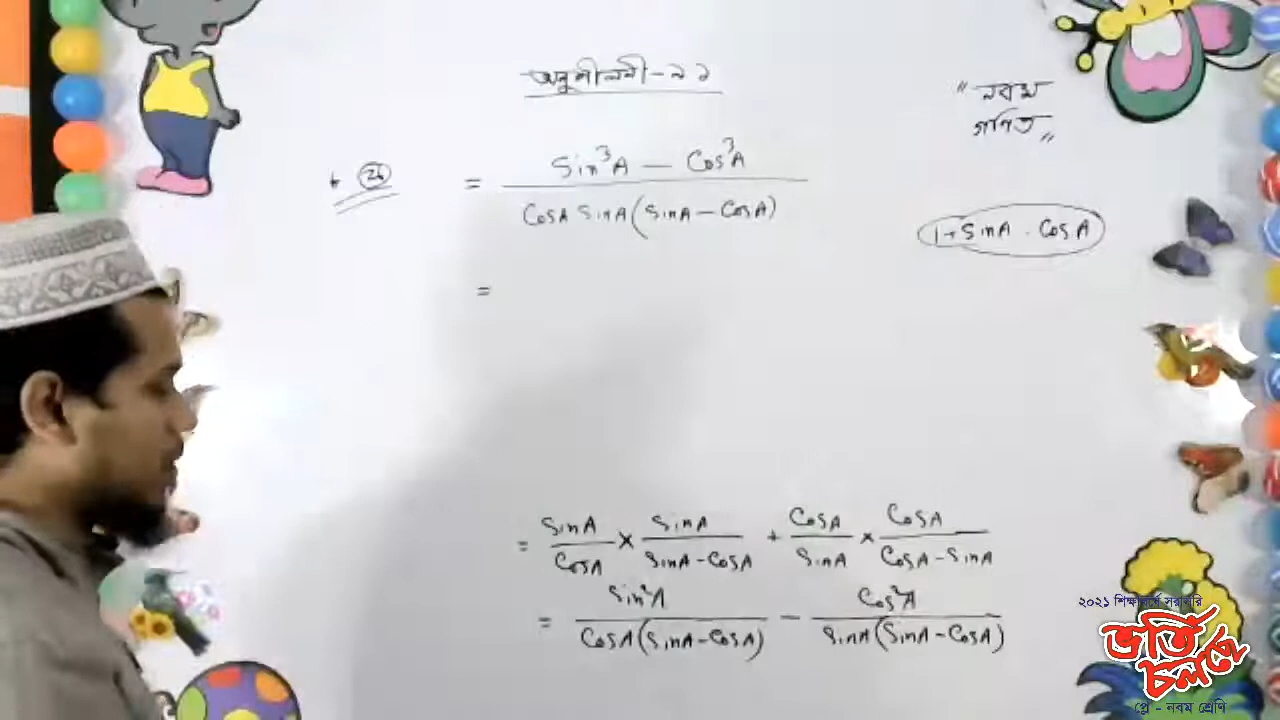 অনুশীলনী-৯.১
"নবম
গণিত"
* ২৬
= Sin³A — Cos³A / CosA SinA(SinA – CosA)
1+SinA · CosA
=
= SinA/CosA × SinA/SinA-CosA + CosA/SinA × CosA/CosA-SinA
= Sin²A/CosA(SinA-CosA) – Cos²A/SinA(SinA-CosA)
২০২১ শিক্ষাবর্ষে সরাসরি
ভর্তি
চলছে
প্লে - নবম শ্রেণি